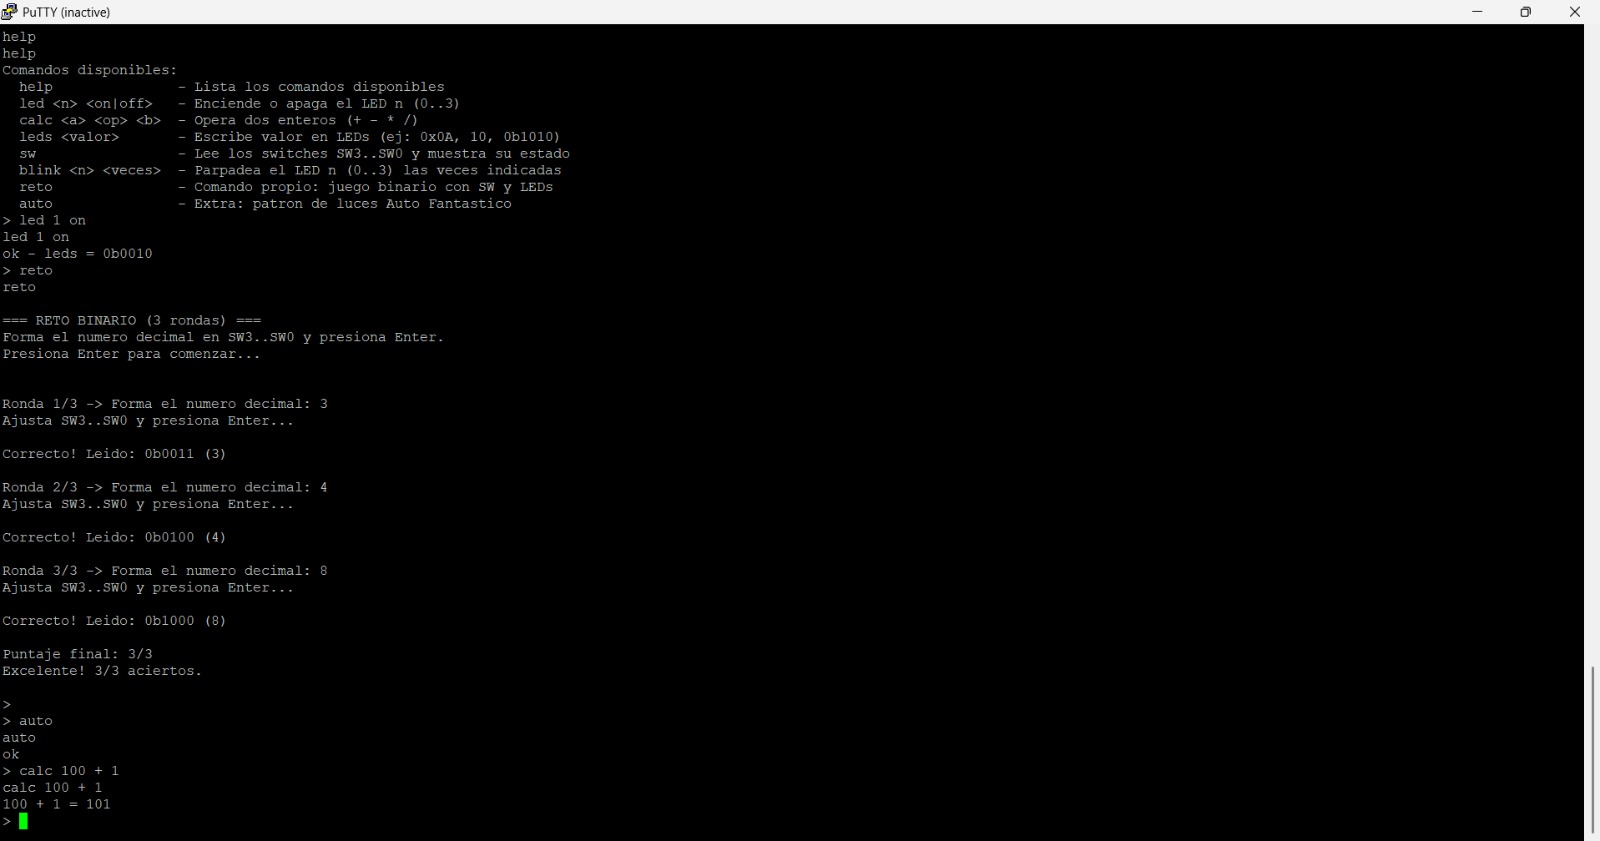 PuTTY (inactive)
help
help
Comandos disponibles:
  help               - Lista los comandos disponibles
  led <n> <on|off>   - Enciende o apaga el LED n (0..3)
  calc <a> <op> <b>  - Opera dos enteros (+ - * /)
  leds <valor>       - Escribe valor en LEDs (ej: 0x0A, 10, 0b1010)
  sw                 - Lee los switches SW3..SW0 y muestra su estado
  blink <n> <veces>  - Parpadea el LED n (0..3) las veces indicadas
  reto               - Comando propio: juego binario con SW y LEDs
  auto               - Extra: patron de luces Auto Fantastico
> led 1 on
led 1 on
ok - leds = 0b0010
> reto
reto
=== RETO BINARIO (3 rondas) ===
Forma el numero decimal en SW3..SW0 y presiona Enter.
Presiona Enter para comenzar...
Ronda 1/3 -> Forma el numero decimal: 3
Ajusta SW3..SW0 y presiona Enter...
Correcto! Leido: 0b0011 (3)
Ronda 2/3 -> Forma el numero decimal: 4
Ajusta SW3..SW0 y presiona Enter...
Correcto! Leido: 0b0100 (4)
Ronda 3/3 -> Forma el numero decimal: 8
Ajusta SW3..SW0 y presiona Enter...
Correcto! Leido: 0b1000 (8)
Puntaje final: 3/3
Excelente! 3/3 aciertos.
>
> auto
auto
ok
> calc 100 + 1
calc 100 + 1
100 + 1 = 101
>